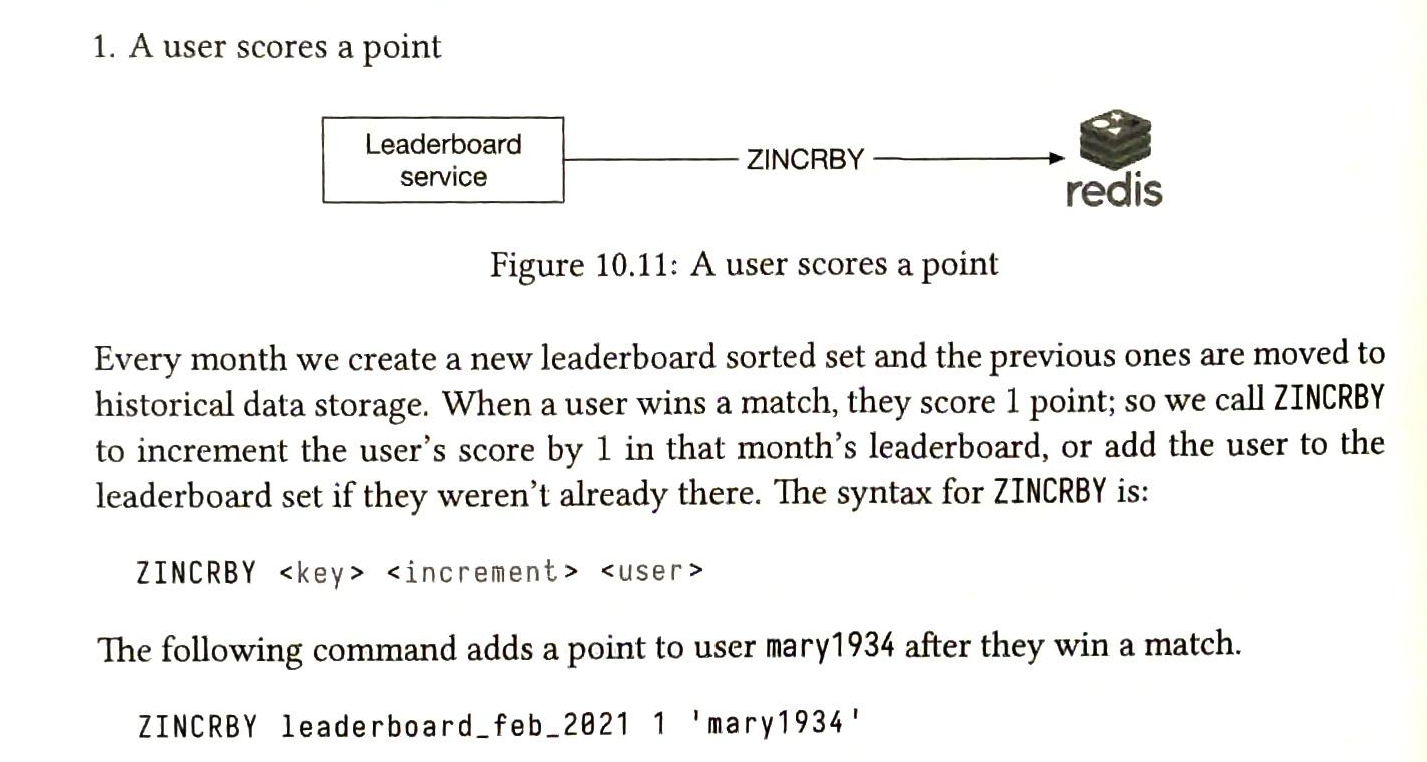 1. A user scores a point
Leaderboard
service
ZINCRBY
redis
Figure 10.11: A user scores a point
Every month we create a new leaderboard sorted set and the previous ones are moved to
historical data storage. When a user wins a match, they score 1 point; so we call ZINCRBY
to increment the user's score by 1 in that month's leaderboard, or add the user to the
leaderboard set if they weren't already there. The syntax for ZINCRBY is:
ZINCRBY <key> <increment> <user>
The following command adds a point to user mary1934 after they win a match.
ZINCRBY leaderboard_feb_2021 1 'mary1934'